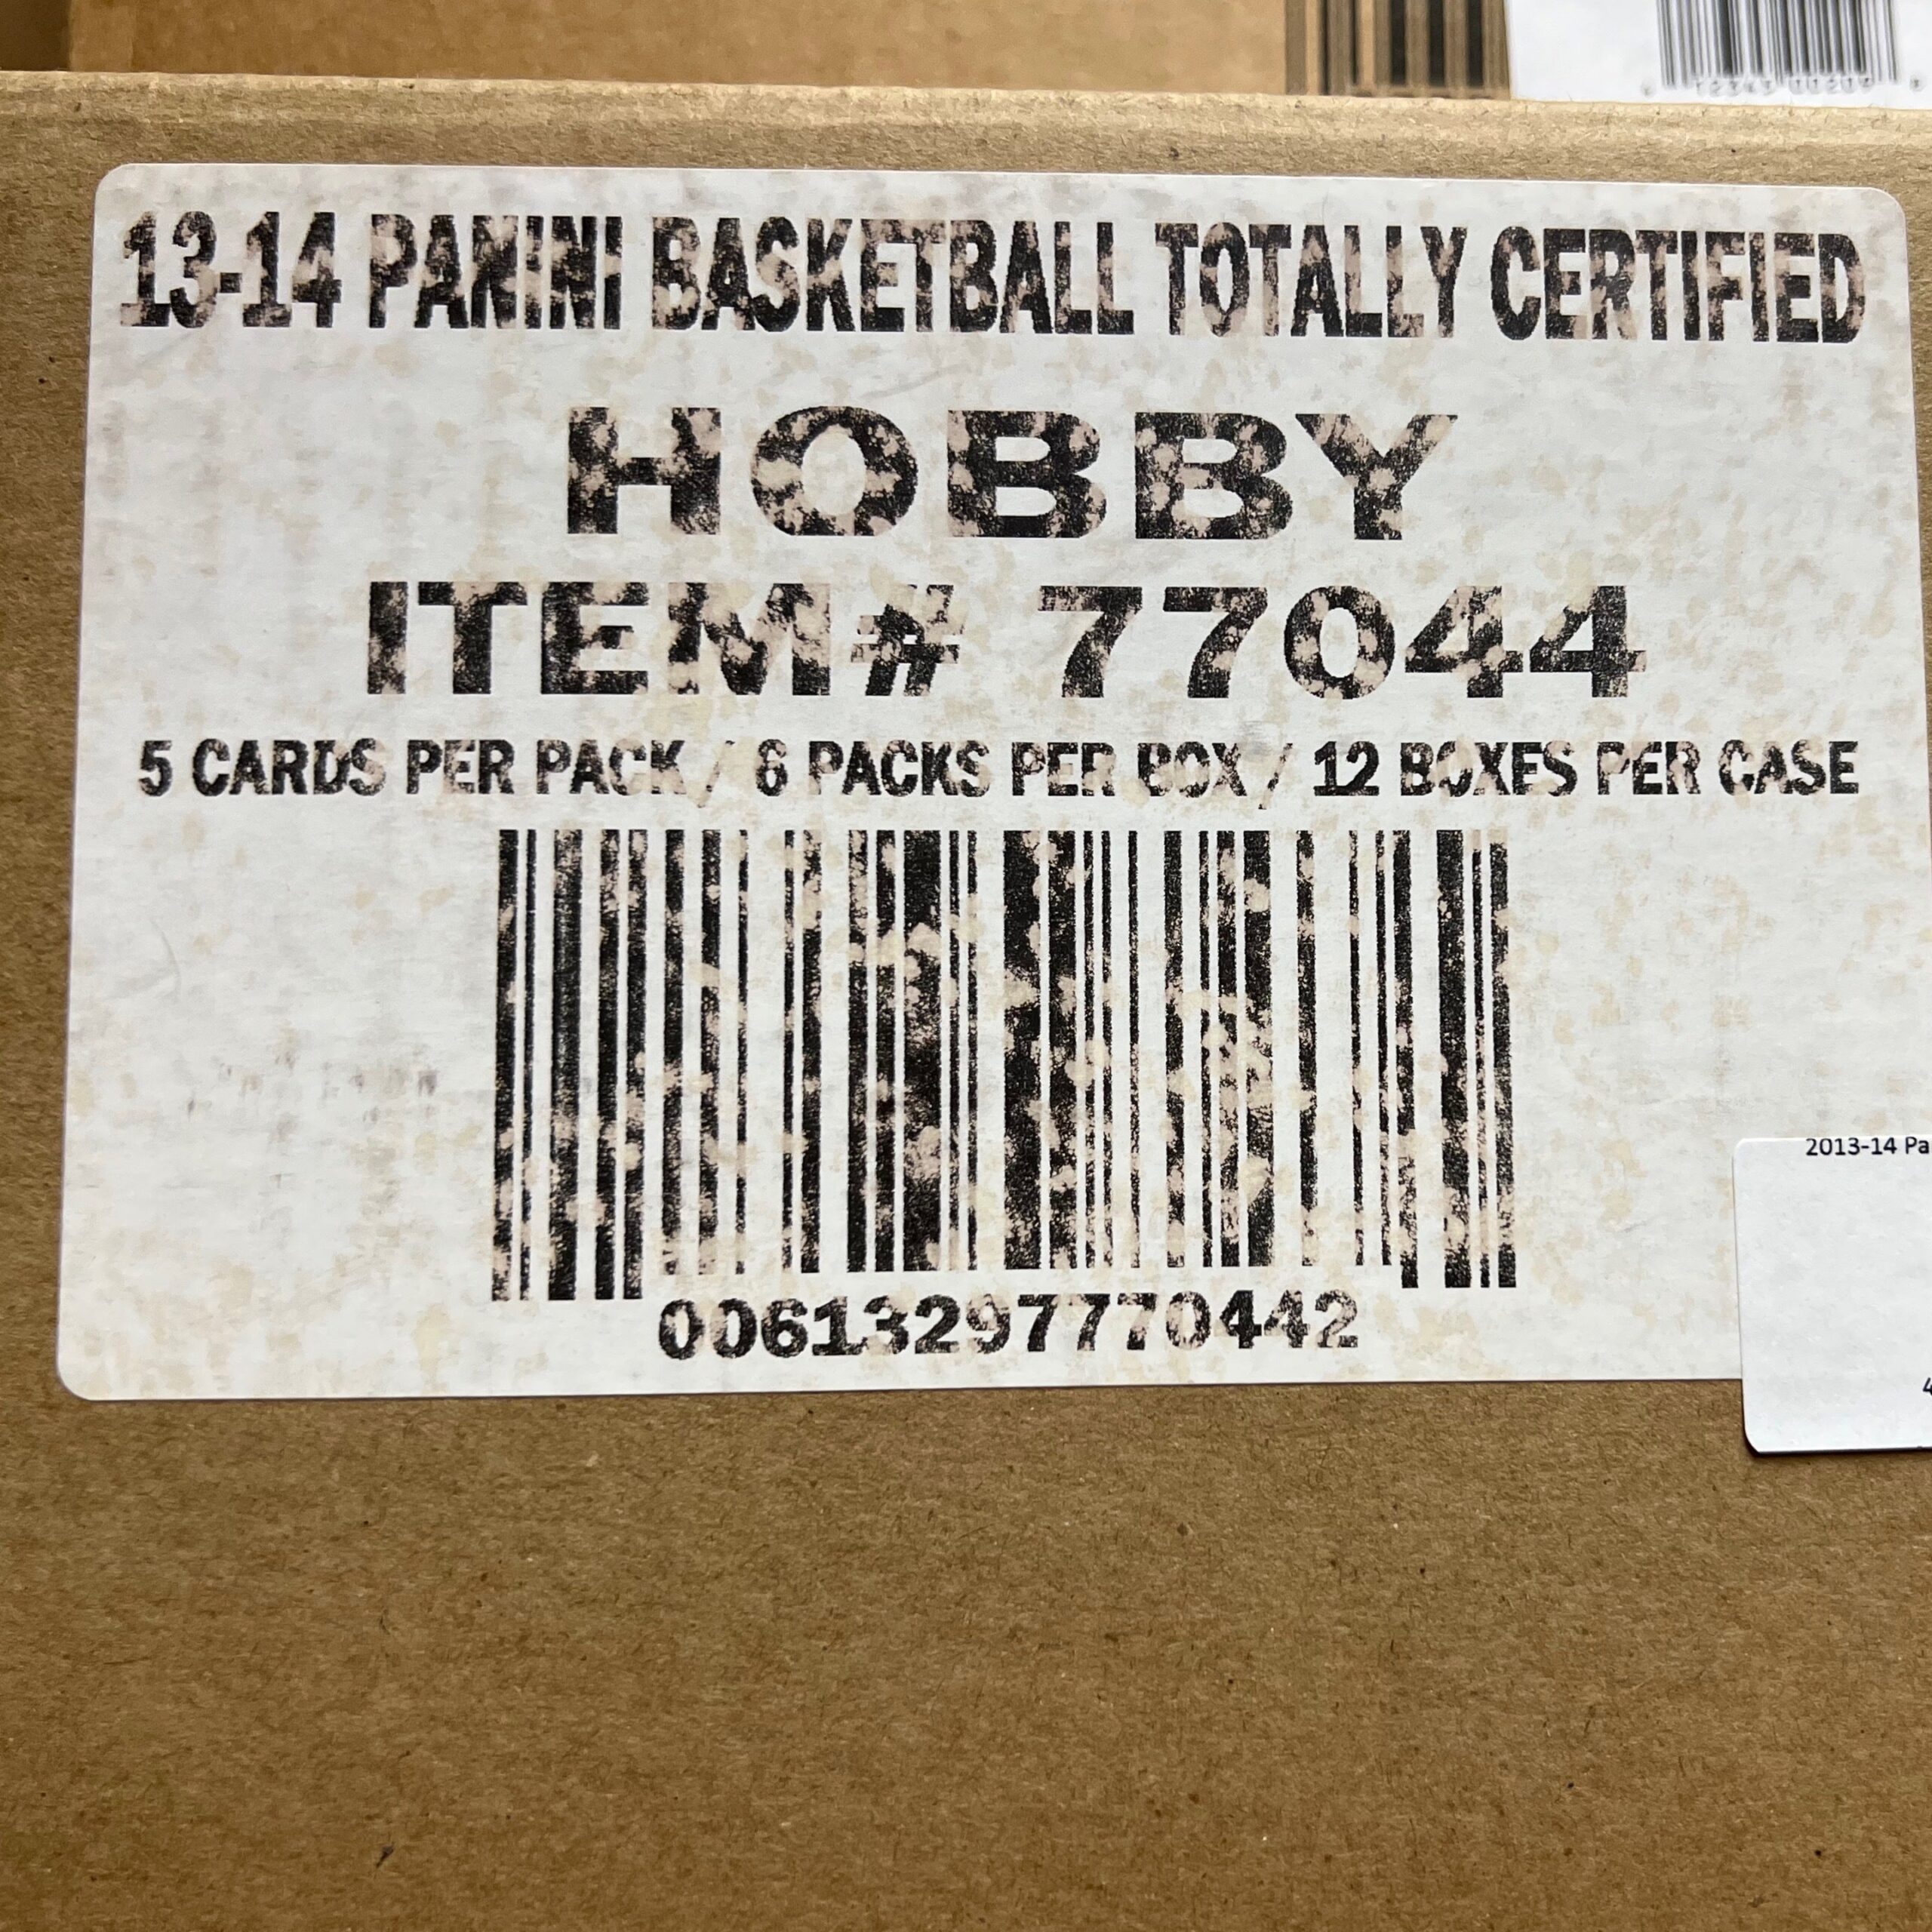 13-14 PANINI BASKETBALL TOTALLY CERTIFIED
HOBBY
ITEM# 77044
5 CARDS PER PACK / 6 PACKS PER BOX / 12 BOXES PER CASE
00613297770442
2013-14 Pa